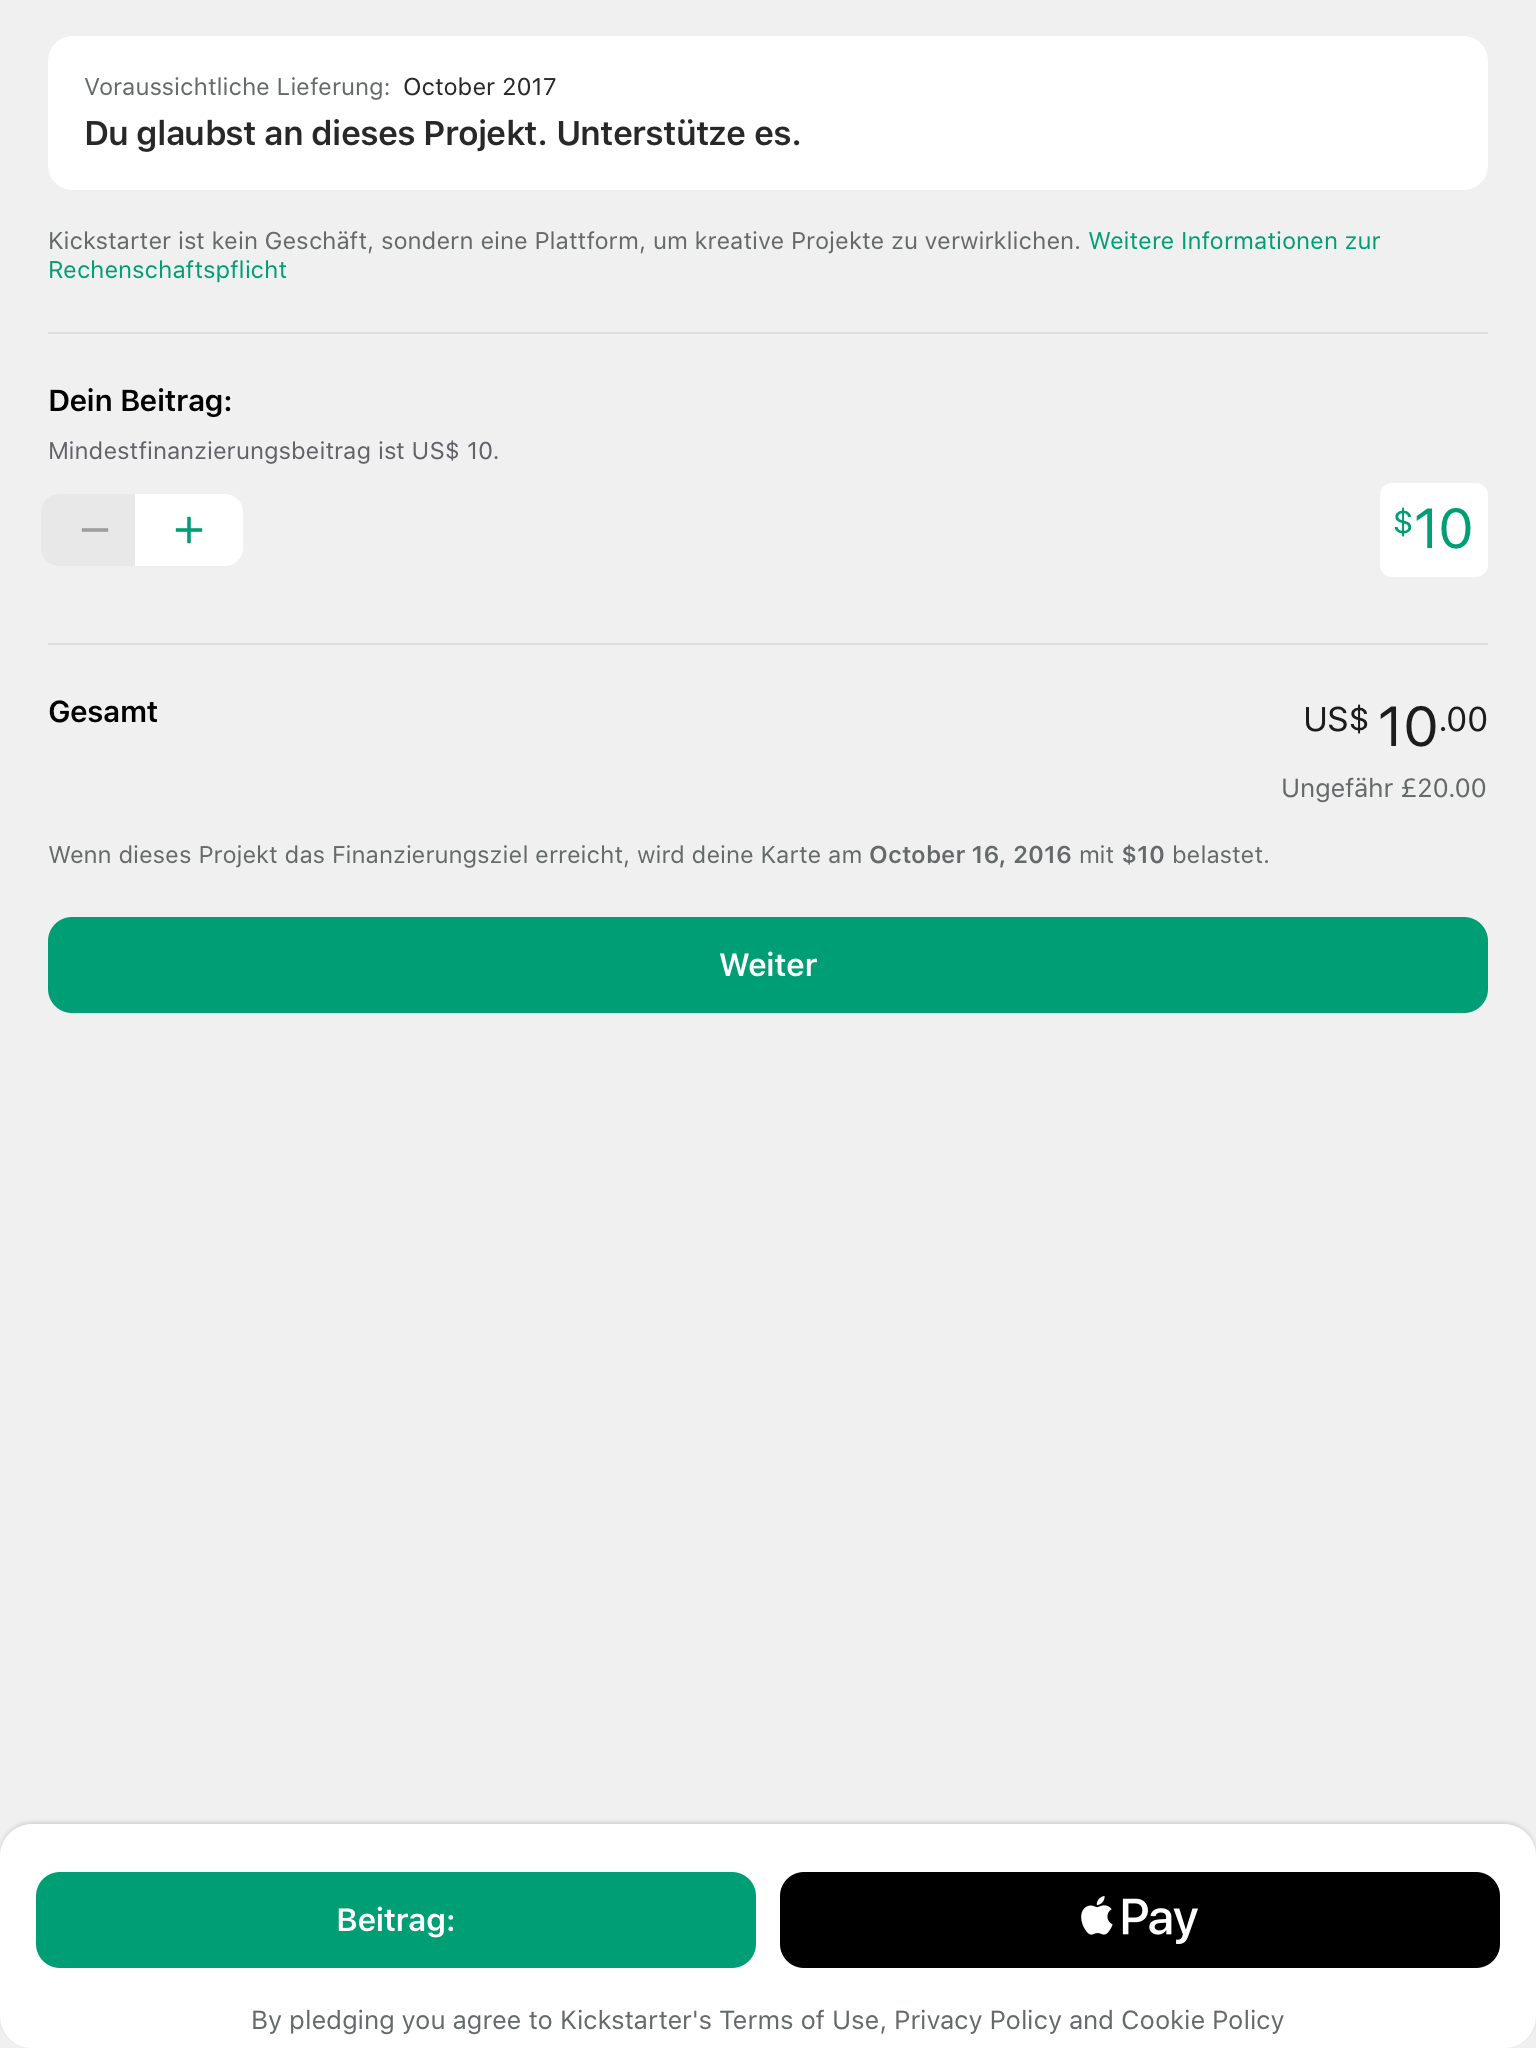 Voraussichtliche Lieferung: October 2017
Du glaubst an dieses Projekt. Unterstütze es.
Kickstarter ist kein Geschäft, sondern eine Plattform, um kreative Projekte zu verwirklichen. Weitere Informationen zur
Rechenschaftspflicht
Dein Beitrag:
Mindestfinanzierungsbeitrag ist US$ 10.
$10
Gesamt
US$ 10.00
Ungefähr £20.00
Wenn dieses Projekt das Finanzierungsziel erreicht, wird deine Karte am October 16, 2016 mit $10 belastet.
Weiter
Beitrag:
Pay
By pledging you agree to Kickstarter's Terms of Use, Privacy Policy and Cookie Policy